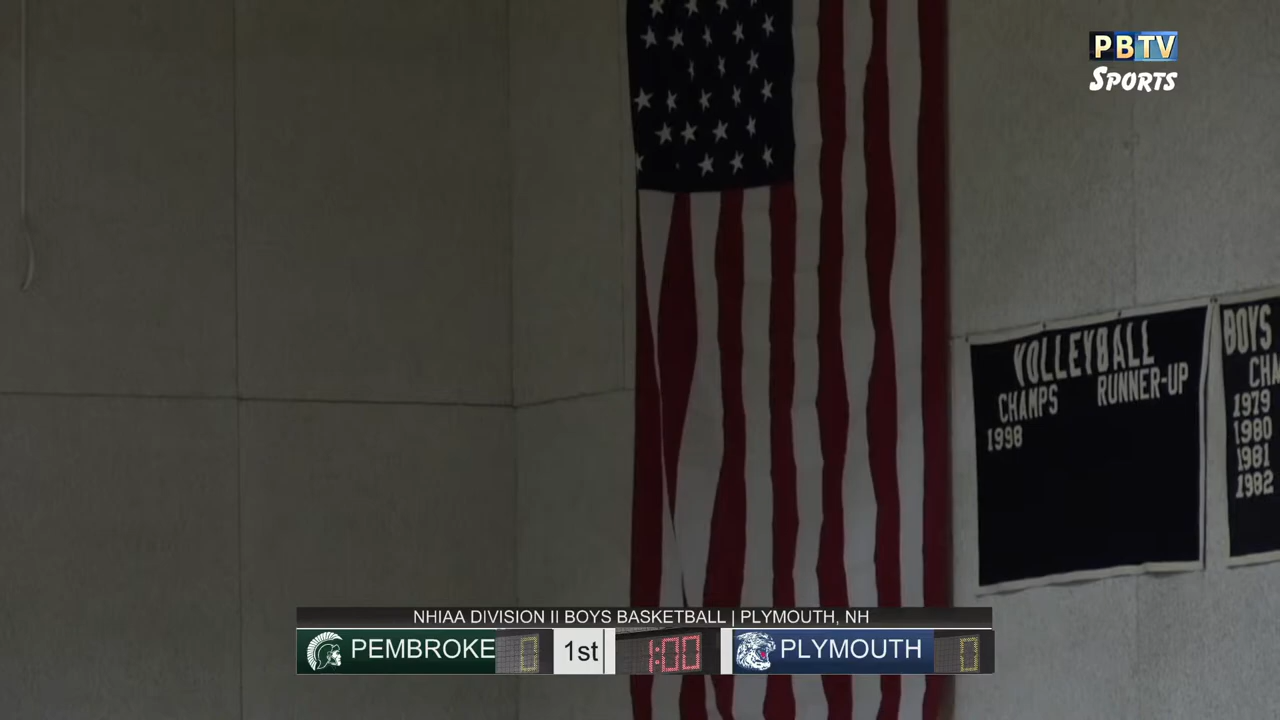 PBTV
SPORTS
VOLLEYBALL
CHAMPS RUNNER-UP
1998
BOYS
1979
1980
1981
1982
NHIAA DIVISION II BOYS BASKETBALL | PLYMOUTH, NH
PEMBROKE 0 1st 1:00 PLYMOUTH 0